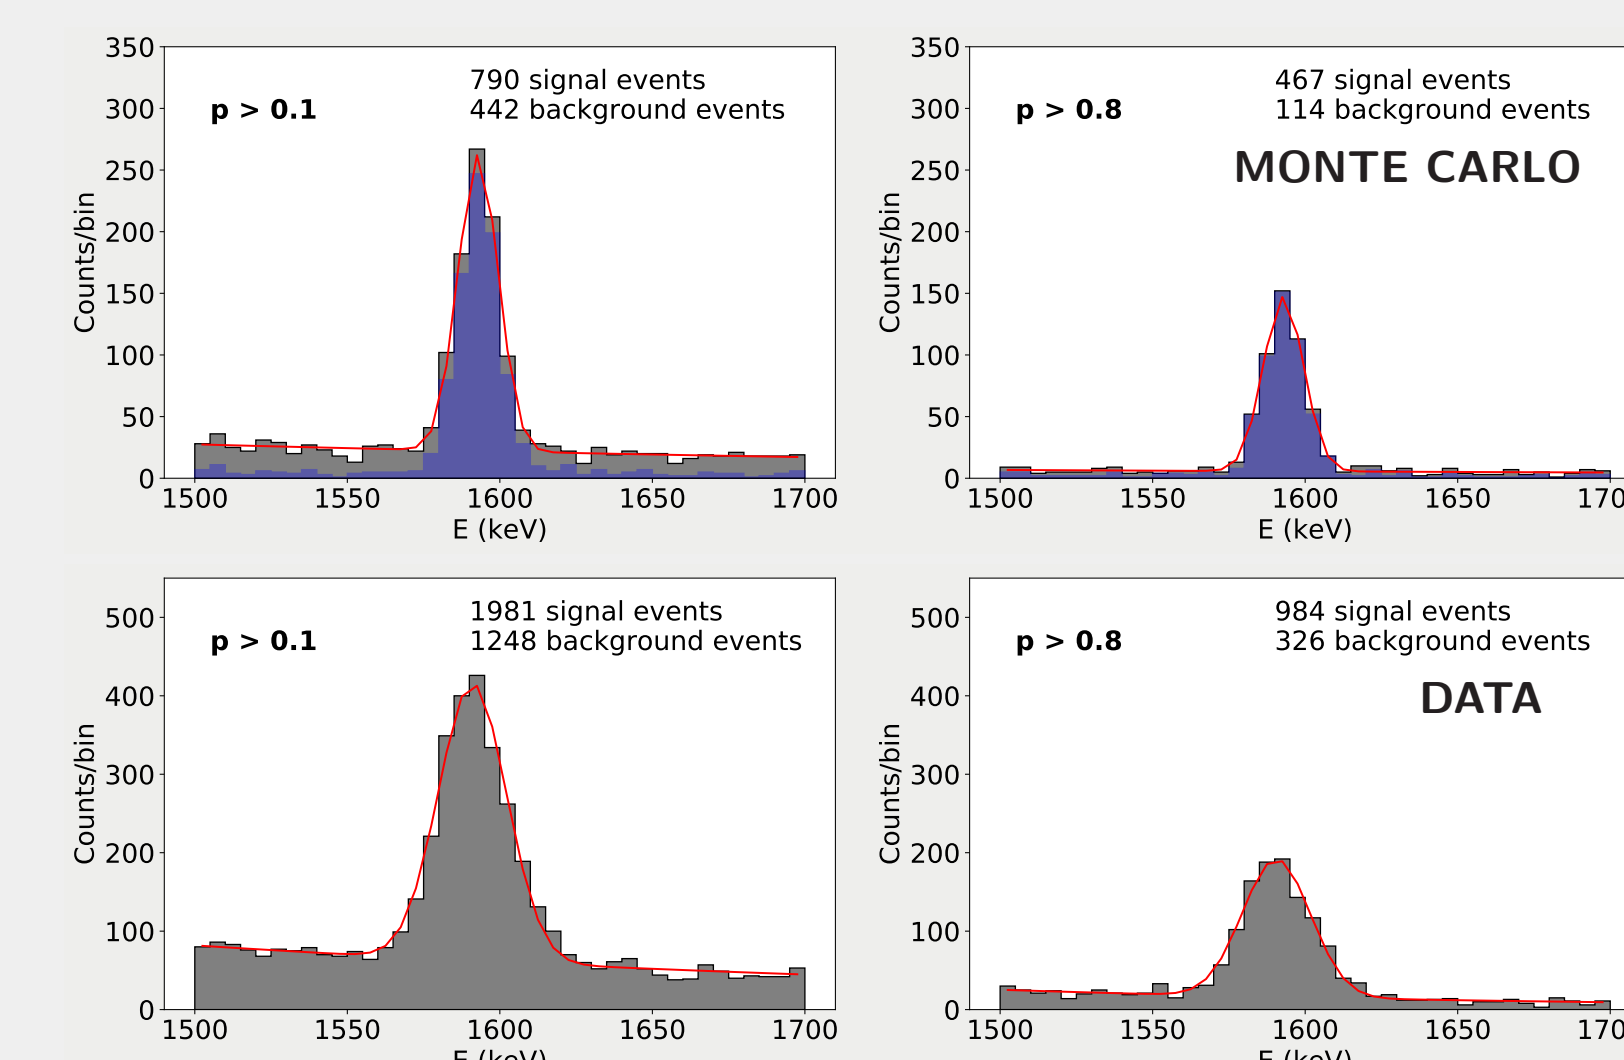 350
300
250
200
150
100
50
0
Counts/bin
p > 0.1
790 signal events
442 background events
1500 1550 1600 1650 1700
E (keV)
350
300
250
200
150
100
50
0
Counts/bin
p > 0.8
467 signal events
114 background events
MONTE CARLO
1500 1550 1600 1650 170
E (keV)
500
400
300
200
100
0
Counts/bin
p > 0.1
1981 signal events
1248 background events
1500 1550 1600 1650 1700
E (keV)
500
400
300
200
100
0
Counts/bin
p > 0.8
984 signal events
326 background events
DATA
1500 1550 1600 1650 170
E (keV)